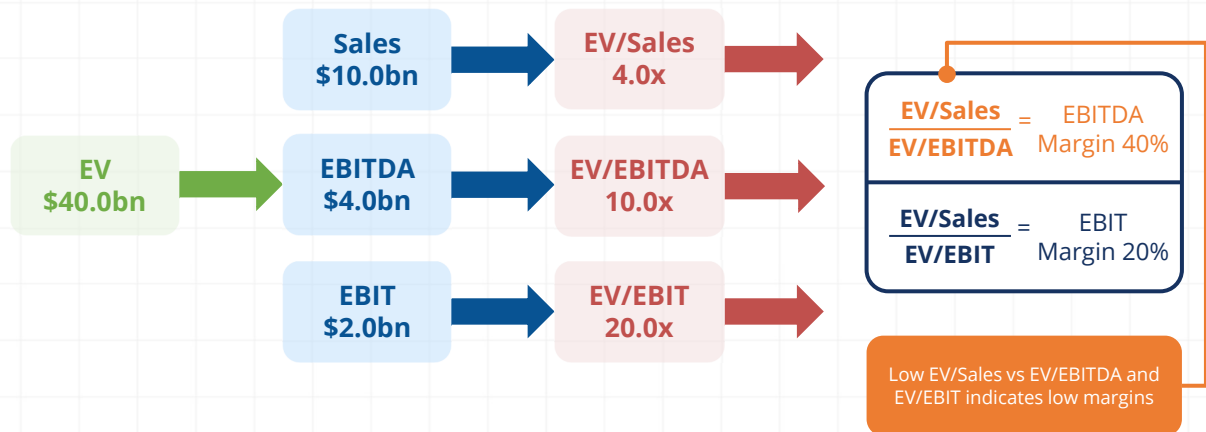 Sales
$10.0bn
EV/Sales
4.0x
EV
$40.0bn
EBITDA
$4.0bn
EV/EBITDA
10.0x
EBIT
$2.0bn
EV/EBIT
20.0x
EV/Sales
EV/EBITDA
=
EBITDA
Margin 40%
EV/Sales
EV/EBIT
=
EBIT
Margin 20%
Low EV/Sales vs EV/EBITDA and
EV/EBIT indicates low margins